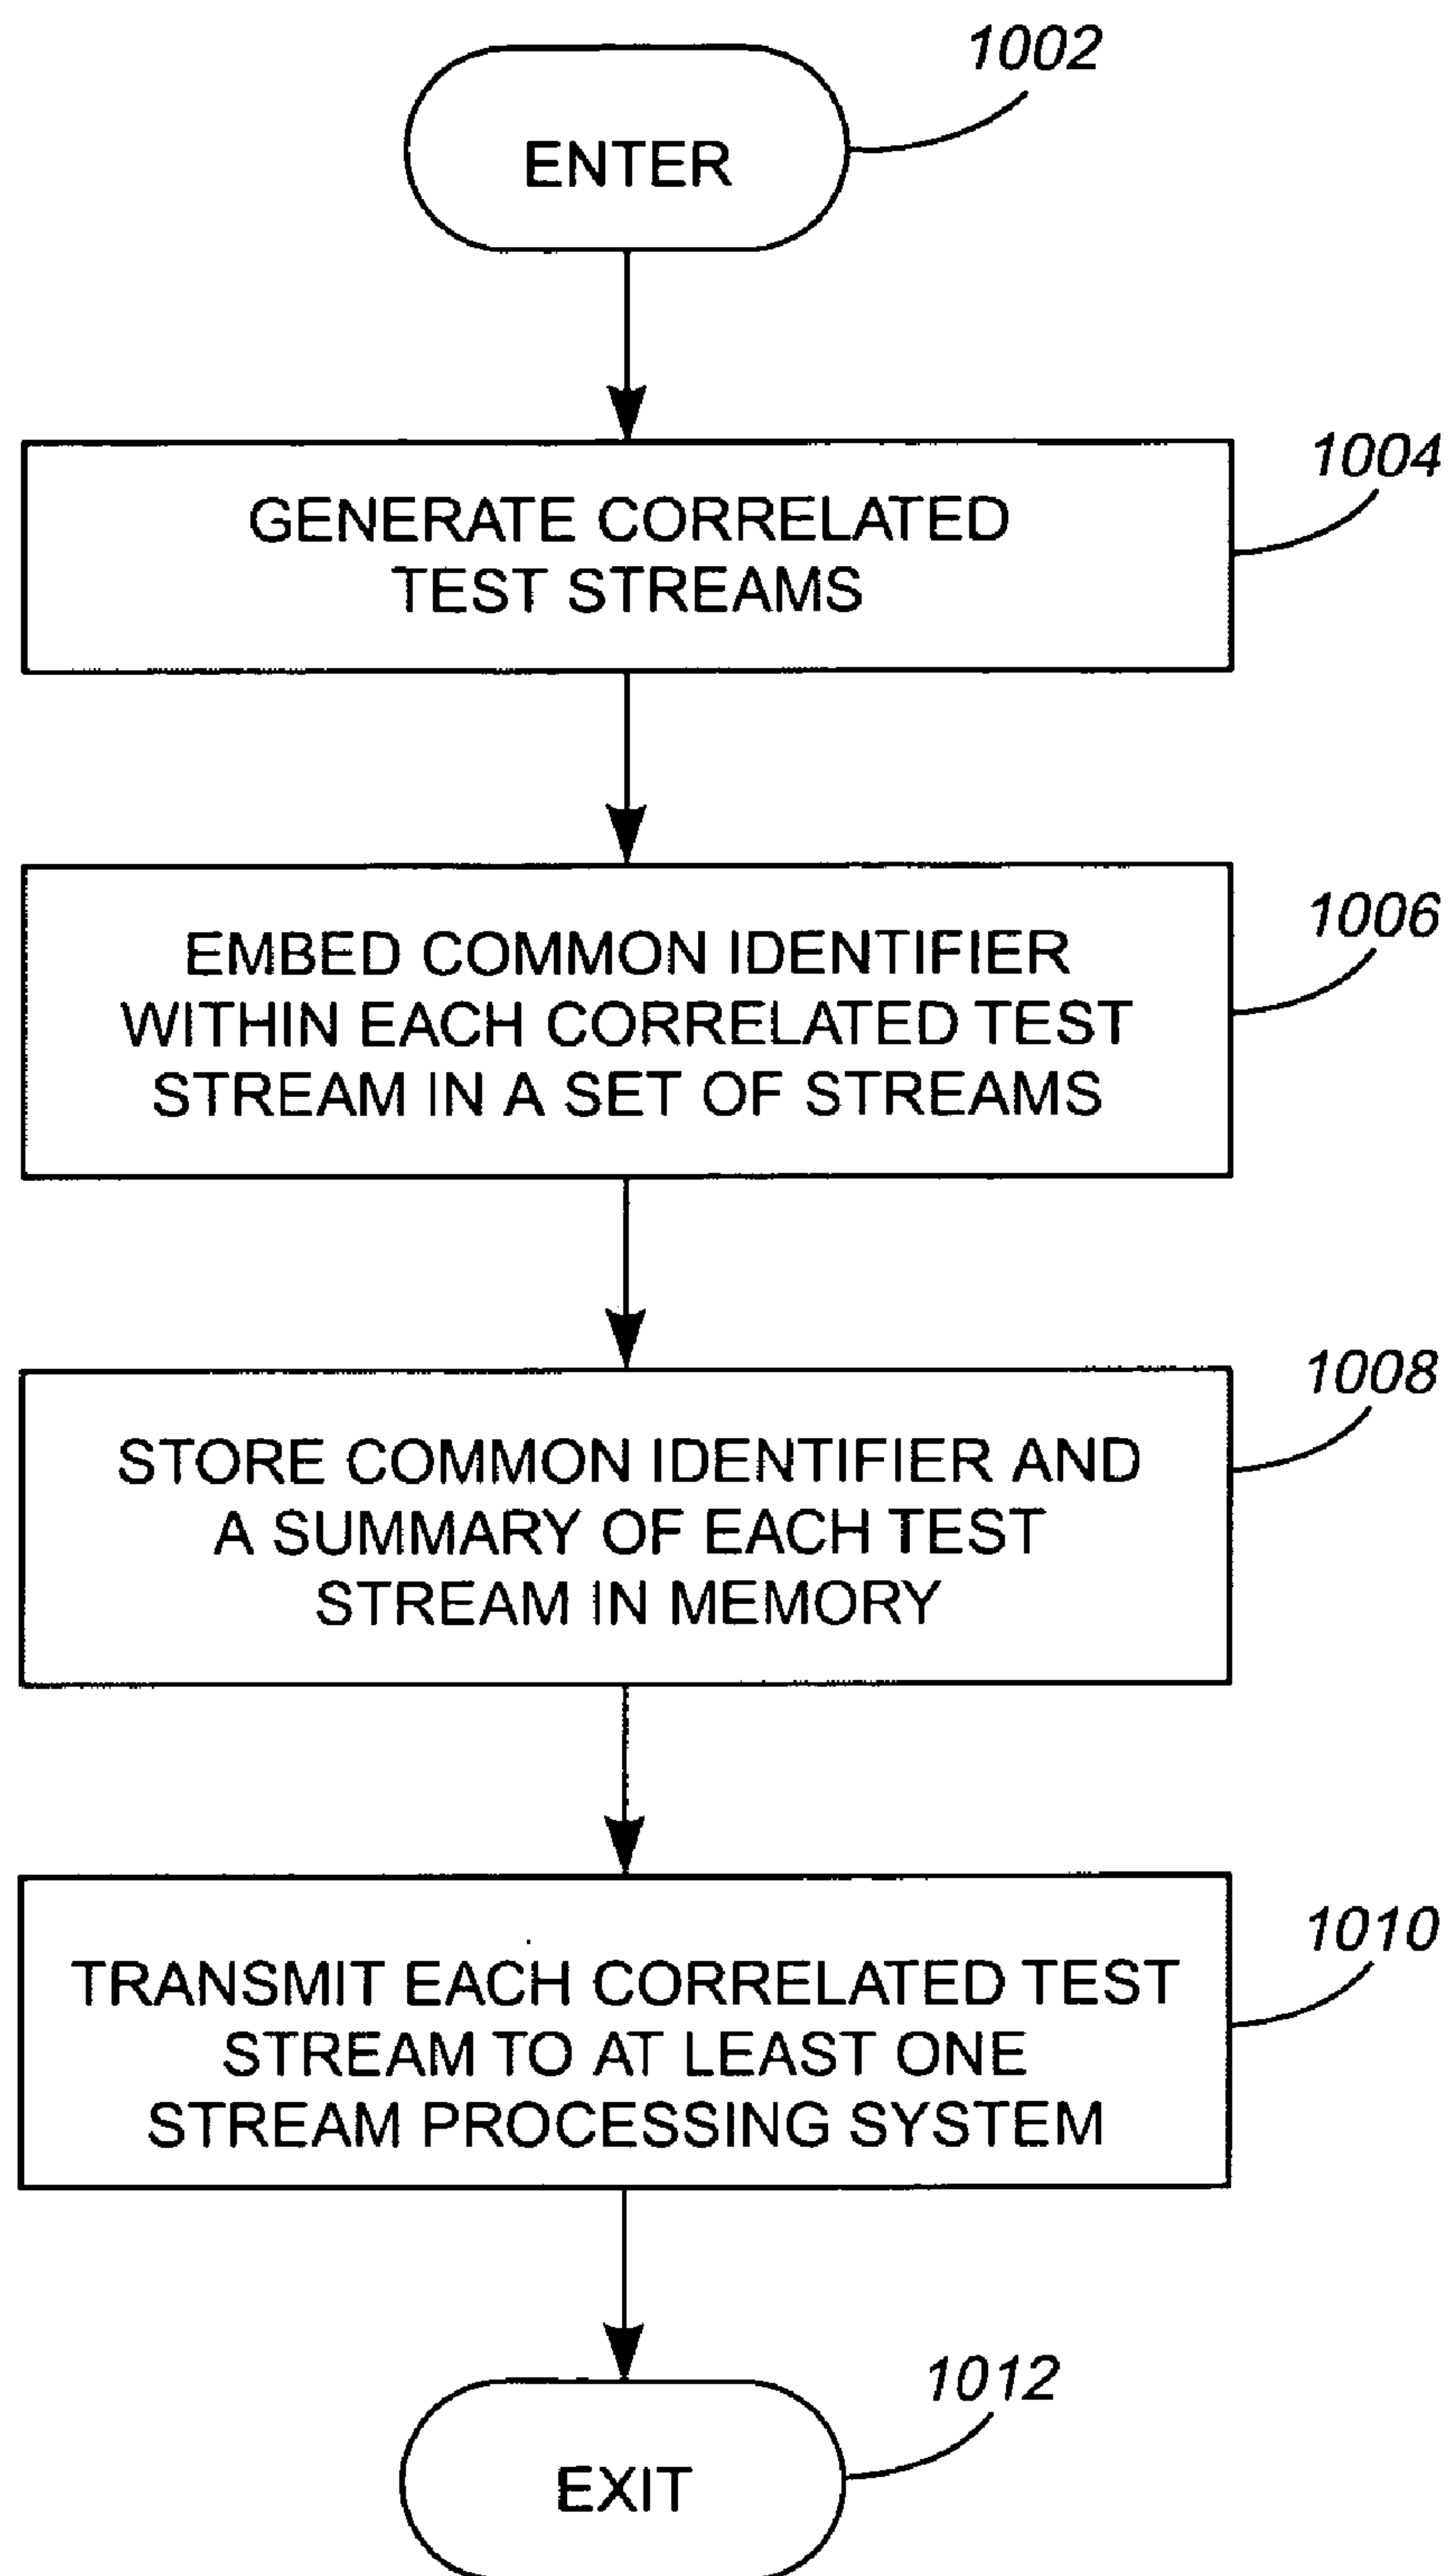 1002
ENTER
1004
GENERATE CORRELATED
TEST STREAMS
1006
EMBED COMMON IDENTIFIER
WITHIN EACH CORRELATED TEST
STREAM IN A SET OF STREAMS
1008
STORE COMMON IDENTIFIER AND
A SUMMARY OF EACH TEST
STREAM IN MEMORY
1010
TRANSMIT EACH CORRELATED TEST
STREAM TO AT LEAST ONE
STREAM PROCESSING SYSTEM
1012
EXIT